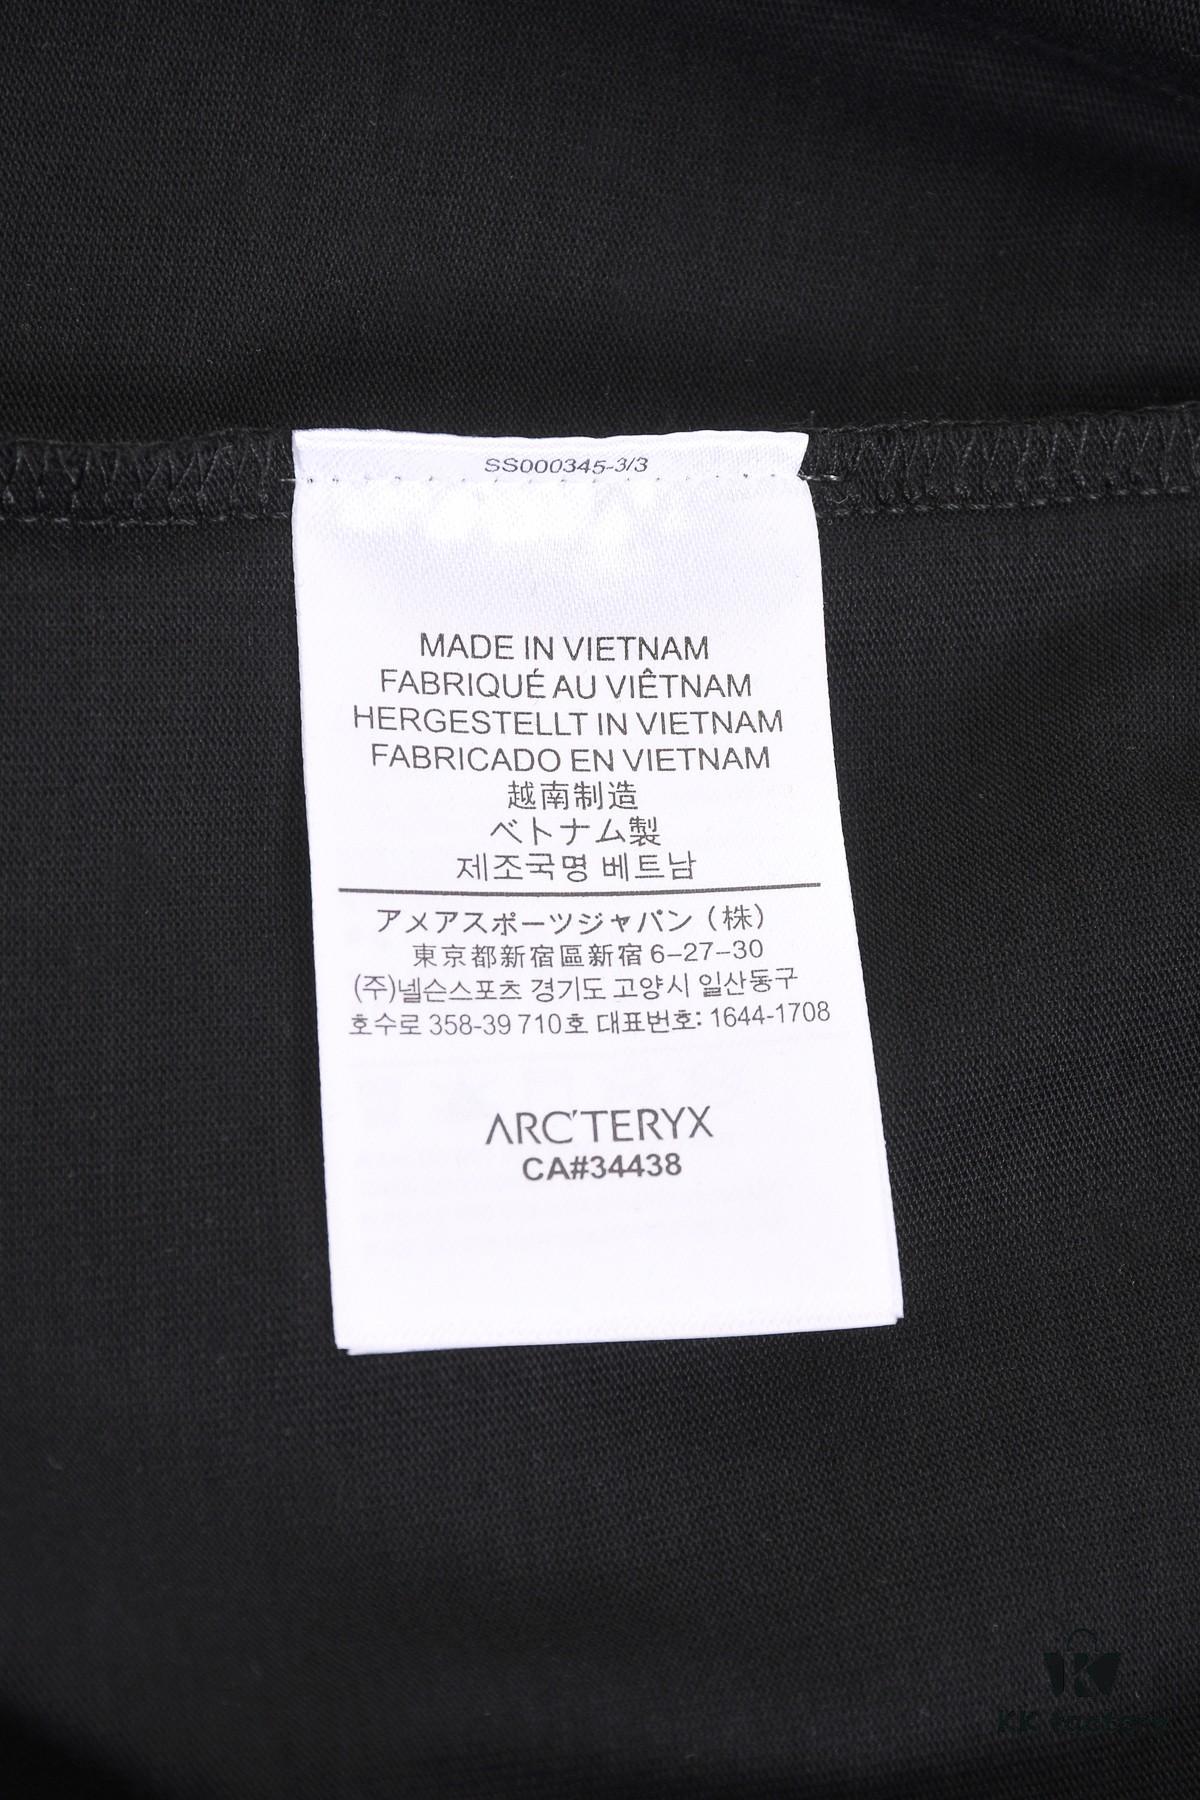 SS000345-3/3
MADE IN VIETNAM
FABRIQUÉ AU VIÊTNAM
HERGESTELLT IN VIETNAM
FABRICADO EN VIETNAM
越南制造
ベトナム製
제조국명 베트남
アメアスポーツジャパン（株）
東京都新宿區新宿6-27-30
(주)넬슨스포츠 경기도 고양시 일산동구
호수로 358-39 710호 대표번호: 1644-1708
ARC'TERYX
CA#34438
KK factory